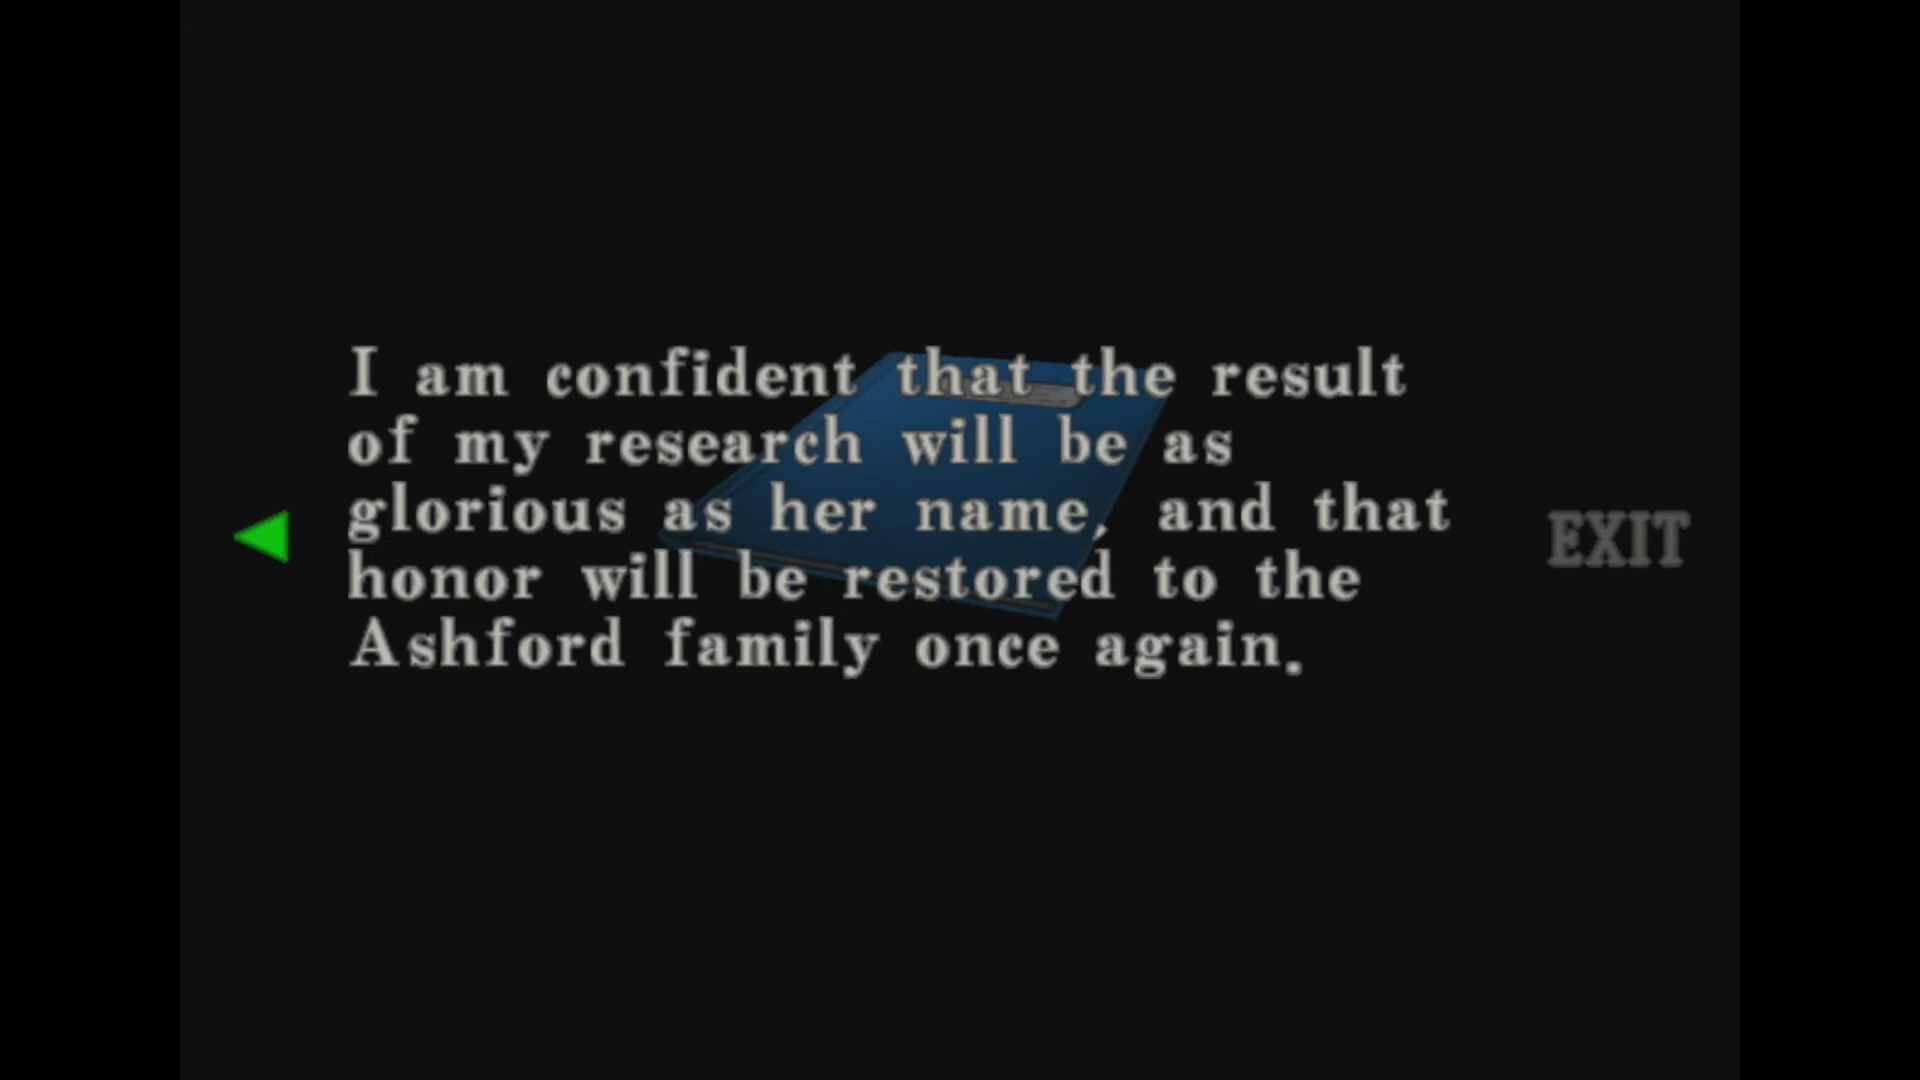 I am confident that the result
of my research will be as
glorious as her name, and that
honor will be restored to the
Ashford family once again.
EXIT